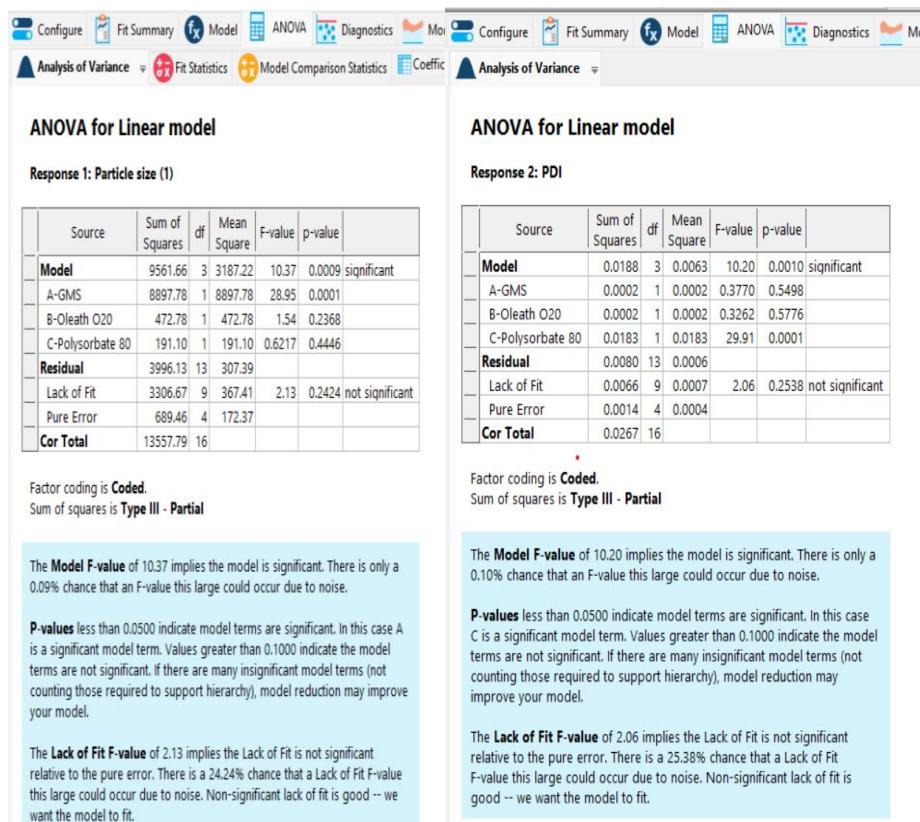 Configure Fit Summary Model ANOVA Diagnostics Mo
Analysis of Variance Fit Statistics Model Comparison Statistics Coeffic
ANOVA for Linear model
Response 1: Particle size (1)
Source Sum of Squares df Mean Square F-value p-value
Model 9561.66 3 3187.22 10.37 0.0009 significant
A-GMS 8897.78 1 8897.78 28.95 0.0001
B-Oleath O20 472.78 1 472.78 1.54 0.2368
C-Polysorbate 80 191.10 1 191.10 0.6217 0.4446
Residual 3996.13 13 307.39
Lack of Fit 3306.67 9 367.41 2.13 0.2424 not significant
Pure Error 689.46 4 172.37
Cor Total 13557.79 16
Factor coding is Coded.
Sum of squares is Type III - Partial
The Model F-value of 10.37 implies the model is significant. There is only a
0.09% chance that an F-value this large could occur due to noise.
P-values less than 0.0500 indicate model terms are significant. In this case A
is a significant model term. Values greater than 0.1000 indicate the model
terms are not significant. If there are many insignificant model terms (not
counting those required to support hierarchy), model reduction may improve
your model.
The Lack of Fit F-value of 2.13 implies the Lack of Fit is not significant
relative to the pure error. There is a 24.24% chance that a Lack of Fit F-value
this large could occur due to noise. Non-significant lack of fit is good -- we
want the model to fit.
Configure Fit Summary Model ANOVA Diagnostics M
Analysis of Variance
ANOVA for Linear model
Response 2: PDI
Source Sum of Squares df Mean Square F-value p-value
Model 0.0188 3 0.0063 10.20 0.0010 significant
A-GMS 0.0002 1 0.0002 0.3770 0.5498
B-Oleath O20 0.0002 1 0.0002 0.3262 0.5776
C-Polysorbate 80 0.0183 1 0.0183 29.91 0.0001
Residual 0.0080 13 0.0006
Lack of Fit 0.0066 9 0.0007 2.06 0.2538 not significant
Pure Error 0.0014 4 0.0004
Cor Total 0.0267 16
Factor coding is Coded.
Sum of squares is Type III - Partial
The Model F-value of 10.20 implies the model is significant. There is only a
0.10% chance that an F-value this large could occur due to noise.
P-values less than 0.0500 indicate model terms are significant. In this case
C is a significant model term. Values greater than 0.1000 indicate the model
terms are not significant. If there are many insignificant model terms (not
counting those required to support hierarchy), model reduction may
improve your model.
The Lack of Fit F-value of 2.06 implies the Lack of Fit is not significant
relative to the pure error. There is a 25.38% chance that a Lack of Fit
F-value this large could occur due to noise. Non-significant lack of fit is
good -- we want the model to fit.